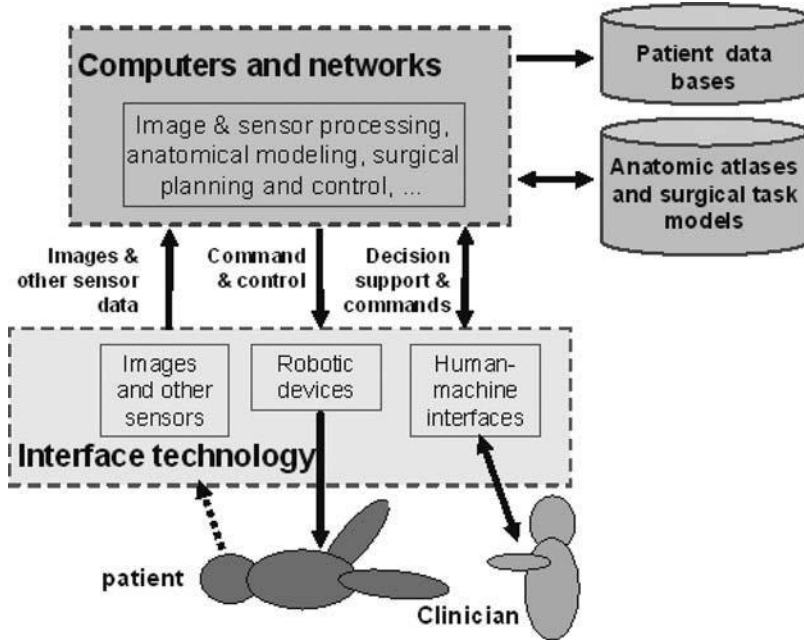 Computers and networks
Image & sensor processing,
anatomical modeling, surgical
planning and control, ...
Patient data
bases
Anatomic atlases
and surgical task
models
Images &
other sensor
data
Command
& control
Decision
support &
commands
Images
and other
sensors
Robotic
devices
Human-
machine
interfaces
Interface technology
patient
Clinician